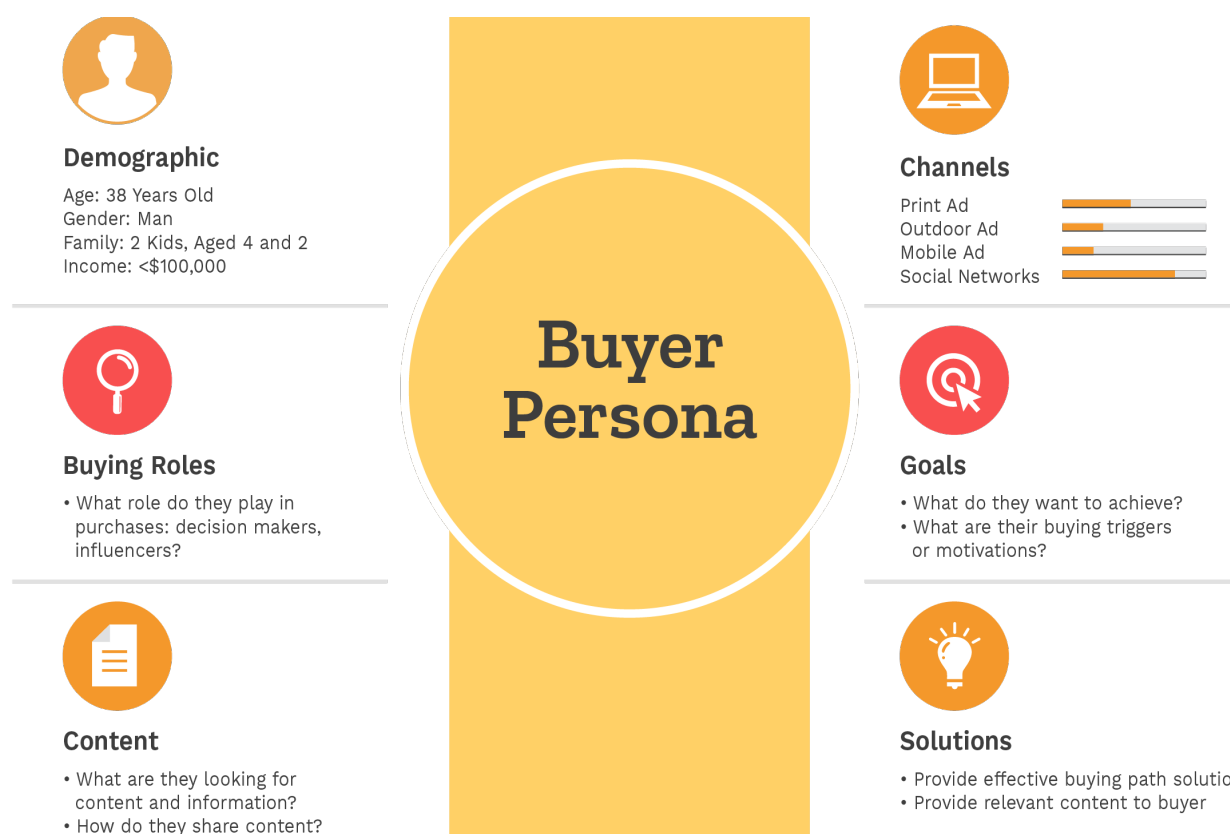 Demographic
Age: 38 Years Old
Gender: Man
Family: 2 Kids, Aged 4 and 2
Income: <$100,000
Buying Roles
• What role do they play in
purchases: decision makers,
influencers?
Content
• What are they looking for
content and information?
• How do they share content?
Buyer
Persona
Channels
Print Ad
Outdoor Ad
Mobile Ad
Social Networks
Goals
• What do they want to achieve?
• What are their buying triggers
or motivations?
Solutions
• Provide effective buying path
• Provide relevant content to buyer